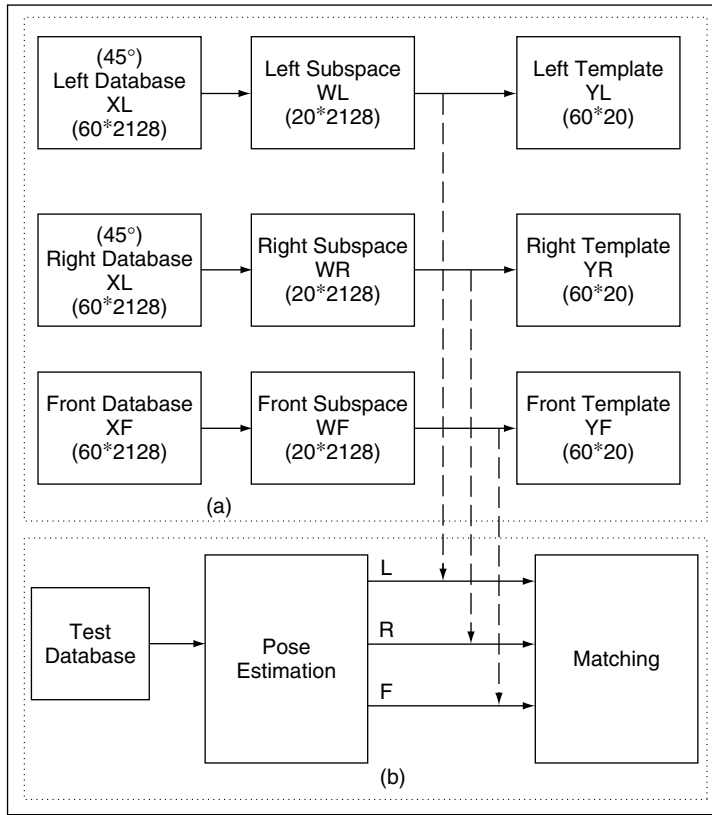 (45°)
Left Database
XL
(60*2128)
Left Subspace
WL
(20*2128)
Left Template
YL
(60*20)
(45°)
Right Database
XL
(60*2128)
Right Subspace
WR
(20*2128)
Right Template
YR
(60*20)
Front Database
XF
(60*2128)
Front Subspace
WF
(20*2128)
Front Template
YF
(60*20)
(a)
Test
Database
Pose
Estimation
L
R
F
Matching
(b)